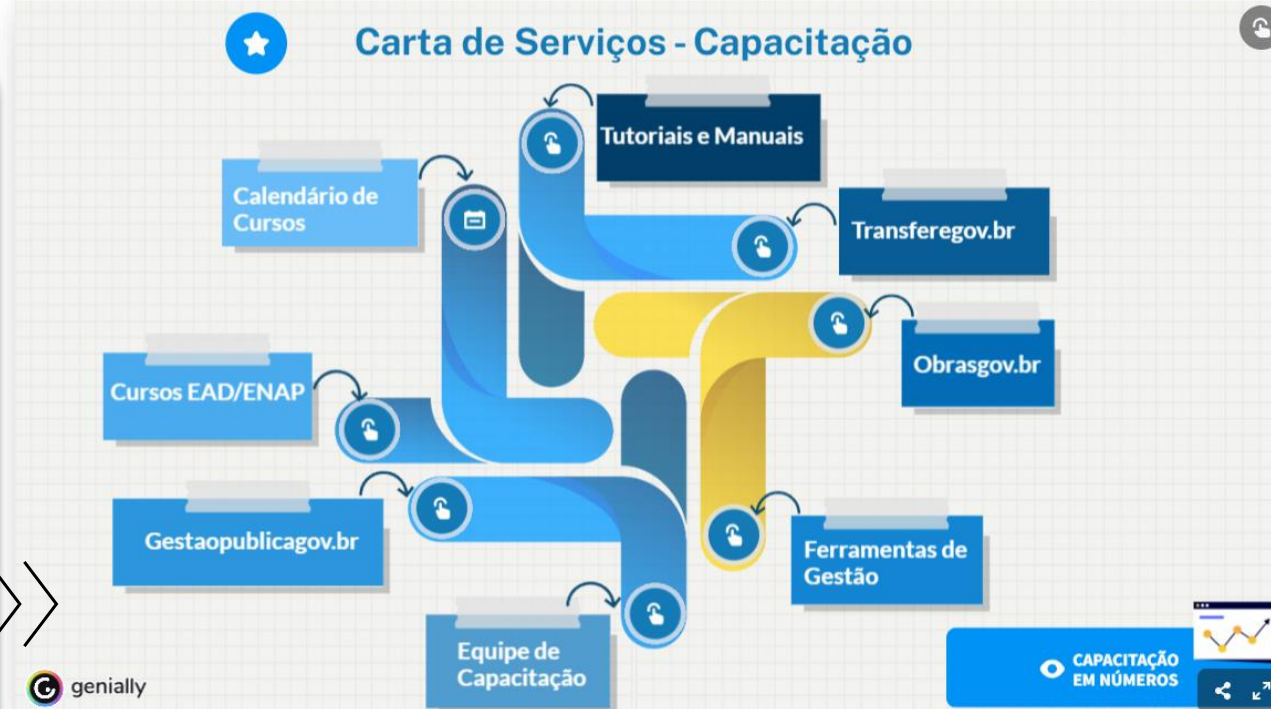 Carta de Serviços - Capacitação
Tutoriais e Manuais
Calendário de
Cursos
Transferegov.br
Obrasgov.br
Cursos EAD/ENAP
Gestaopublicagov.br
Ferramentas de
Gestão
Equipe de
Capacitação
CAPACITAÇÃO
EM NÚMEROS
genially